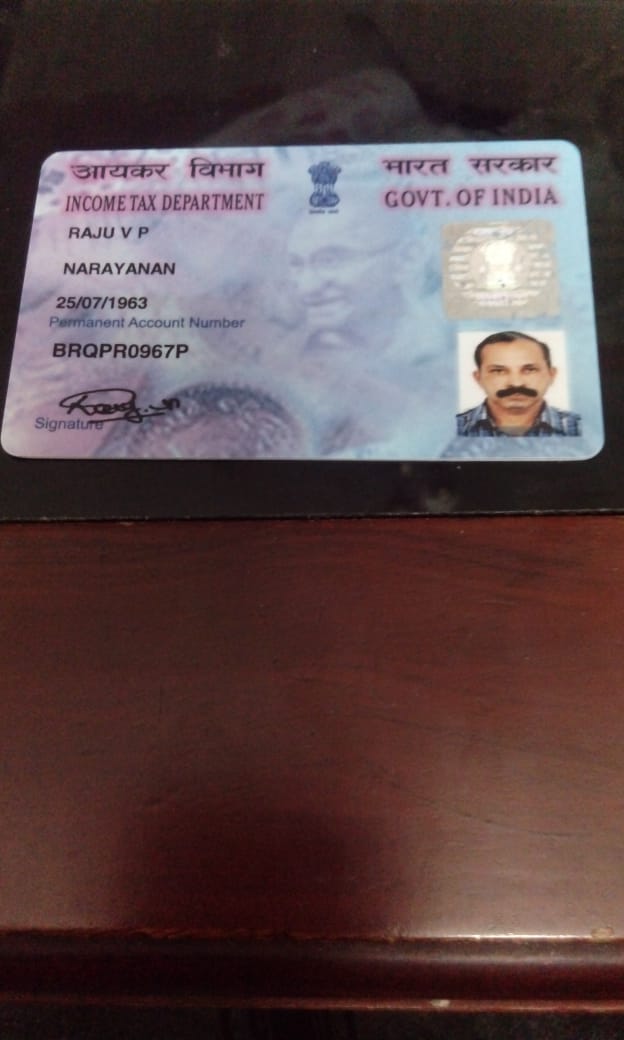 आयकर विभाग
भारत सरकार
INCOME TAX DEPARTMENT
GOVT. OF INDIA
RAJU V P
NARAYANAN
25/07/1963
Permanent Account Number
BRQPR0967P
Signature